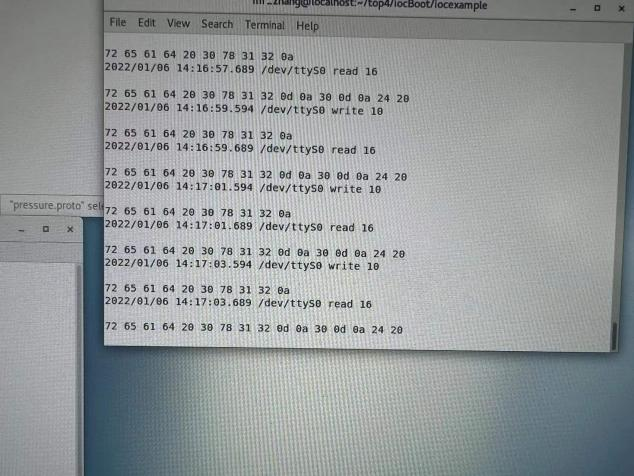 zhang@localhost:~/top4/iocBoot/iocexample
File Edit View Search Terminal Help
72 65 61 64 20 30 78 31 32 0a
2022/01/06 14:16:57.689 /dev/ttyS0 read 16
72 65 61 64 20 30 78 31 32 0d 0a 30 0d 0a 24 20
2022/01/06 14:16:59.594 /dev/ttyS0 write 10
72 65 61 64 20 30 78 31 32 0a
2022/01/06 14:16:59.689 /dev/ttyS0 read 16
72 65 61 64 20 30 78 31 32 0d 0a 30 0d 0a 24 20
2022/01/06 14:17:01.594 /dev/ttyS0 write 10
"pressure.proto" sele
72 65 61 64 20 30 78 31 32 0a
2022/01/06 14:17:01.689 /dev/ttyS0 read 16
72 65 61 64 20 30 78 31 32 0d 0a 30 0d 0a 24 20
2022/01/06 14:17:03.594 /dev/ttyS0 write 10
72 65 61 64 20 30 78 31 32 0a
2022/01/06 14:17:03.689 /dev/ttyS0 read 16
72 65 61 64 20 30 78 31 32 0d 0a 30 0d 0a 24 20